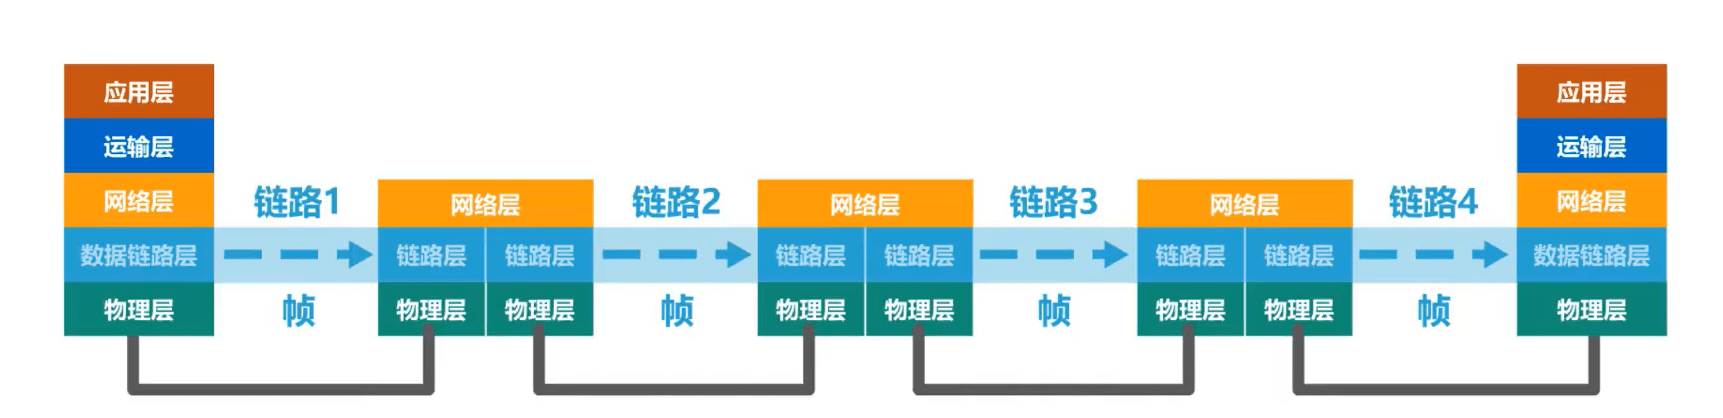 应用层
运输层
网络层
数据链路层
物理层
链路1
帧
网络层
链路层 链路层
物理层 物理层
链路2
帧
网络层
链路层 链路层
物理层 物理层
链路3
帧
网络层
链路层 链路层
物理层 物理层
链路4
帧
应用层
运输层
网络层
数据链路层
物理层